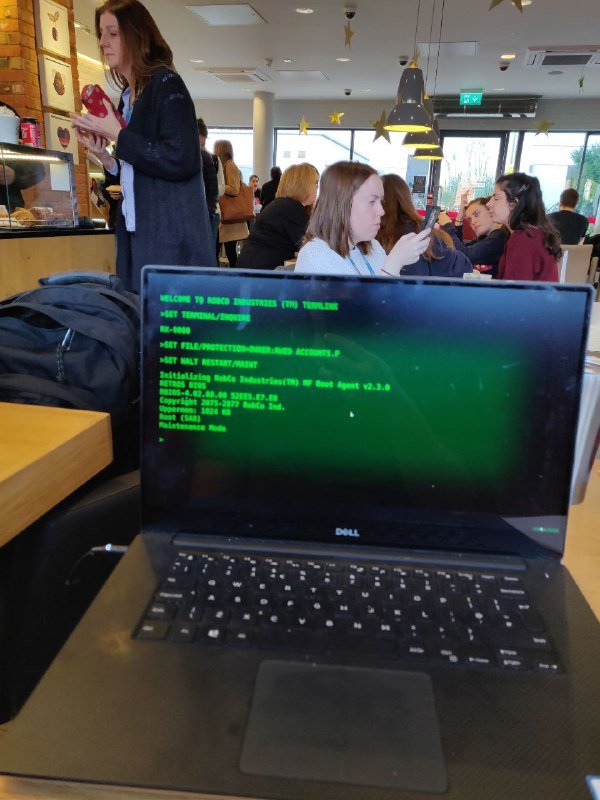 WELCOME TO ROBCO INDUSTRIES (TM) TERMLINK
>SET TERMINAL/INQUIRE
RX-9000
>SET FILE/PROTECTION=OWNER:RWED ACCOUNTS.F
>SET HALT RESTART/MAINT
Initializing RobCo Industries(TM) MF Boot Agent v2.3.0
RETROS BIOS
RBIOS-4.02.08.00 52EE5.E7.E8
Copyright 2075-2077 RobCo Ind.
Uppermem: 1024 KB
Root (5A8)
Maintenance Mode
>
DELL